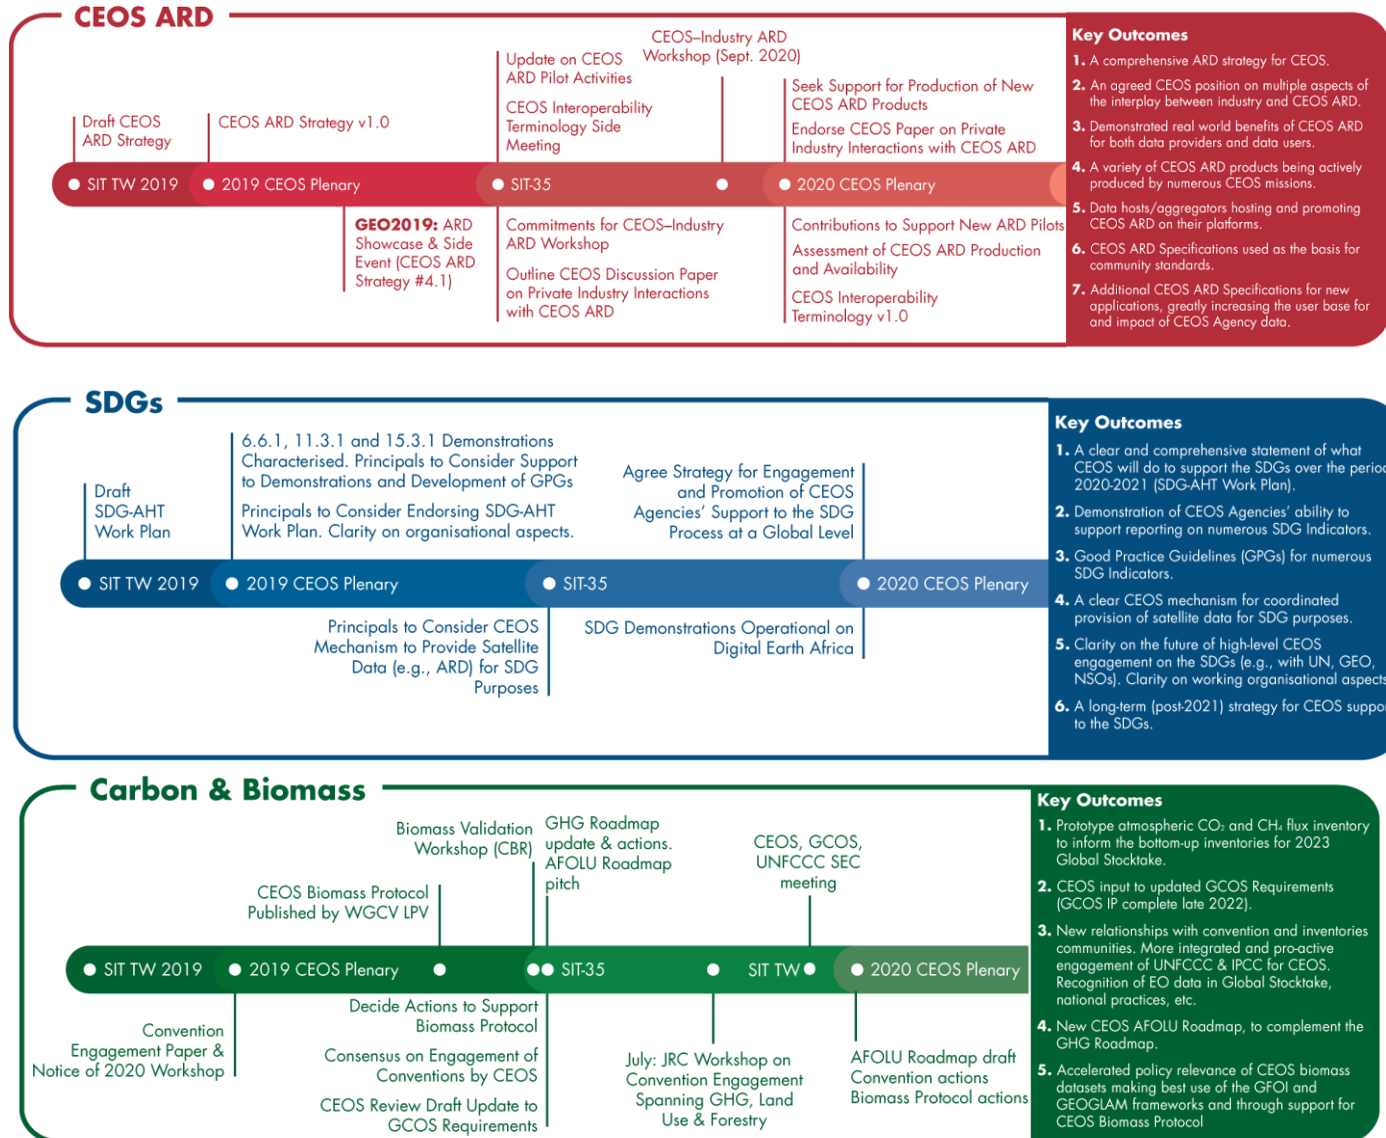 CEOS ARD
Draft CEOS
ARD Strategy
CEOS ARD Strategy v1.0
Update on CEOS
ARD Pilot Activities
CEOS Interoperability
Terminology Side
Meeting
CEOS–Industry ARD
Workshop (Sept. 2020)
Seek Support for Production of New
CEOS ARD Products
Endorse CEOS Paper on Private
Industry Interactions with CEOS ARD
SIT TW 2019
2019 CEOS Plenary
SIT-35
2020 CEOS Plenary
GEO2019: ARD
Showcase & Side
Event (CEOS ARD
Strategy #4.1)
Commitments for CEOS–Industry
ARD Workshop
Outline CEOS Discussion Paper
on Private Industry Interactions
with CEOS ARD
Contributions to Support New ARD Pilots
Assessment of CEOS ARD Production
and Availability
CEOS Interoperability
Terminology v1.0
Key Outcomes
1. A comprehensive ARD strategy for CEOS.
2. An agreed CEOS position on multiple aspects of
the interplay between industry and CEOS ARD.
3. Demonstrated real world benefits of CEOS ARD
for both data providers and data users.
4. A variety of CEOS ARD products being actively
produced by numerous CEOS missions.
5. Data hosts/aggregators hosting and promoting
CEOS ARD on their platforms.
6. CEOS ARD Specifications used as the basis for
community standards.
7. Additional CEOS ARD Specifications for new
applications, greatly increasing the user base for
and impact of CEOS Agency data.
SDGs
Draft
SDG-AHT
Work Plan
6.6.1, 11.3.1 and 15.3.1 Demonstrations
Characterised. Principals to Consider Support
to Demonstrations and Development of GPGs
Principals to Consider Endorsing SDG-AHT
Work Plan. Clarity on organisational aspects.
Agree Strategy for Engagement
and Promotion of CEOS
Agencies' Support to the SDG
Process at a Global Level
SIT TW 2019
2019 CEOS Plenary
SIT-35
2020 CEOS Plenary
Principals to Consider CEOS
Mechanism to Provide Satellite
Data (e.g., ARD) for SDG
Purposes
SDG Demonstrations Operational on
Digital Earth Africa
Key Outcomes
1. A clear and comprehensive statement of what
CEOS will do to support the SDGs over the period
2020-2021 (SDG-AHT Work Plan).
2. Demonstration of CEOS Agencies' ability to
support reporting on numerous SDG Indicators.
3. Good Practice Guidelines (GPGs) for numerous
SDG Indicators.
4. A clear CEOS mechanism for coordinated
provision of satellite data for SDG purposes.
5. Clarity on the future of high-level CEOS
engagement on the SDGs (e.g., with UN, GEO,
NSOs). Clarity on working organisational aspects
6. A long-term (post-2021) strategy for CEOS support
to the SDGs.
Carbon & Biomass
CEOS Biomass Protocol
Published by WGCV LPV
Biomass Validation
Workshop (CBR)
GHG Roadmap
update & actions.
AFOLU Roadmap
pitch
CEOS, GCOS,
UNFCCC SEC
meeting
SIT TW 2019
2019 CEOS Plenary
SIT-35
SIT TW
2020 CEOS Plenary
Convention
Engagement Paper &
Notice of 2020 Workshop
Decide Actions to Support
Biomass Protocol
Consensus on Engagement of
Conventions by CEOS
CEOS Review Draft Update to
GCOS Requirements
July: JRC Workshop on
Convention Engagement
Spanning GHG, Land
Use & Forestry
AFOLU Roadmap draft
Convention actions
Biomass Protocol actions
Key Outcomes
1. Prototype atmospheric CO₂ and CH₄ flux inventory
to inform the bottom-up inventories for 2023
Global Stocktake.
2. CEOS input to updated GCOS Requirements
(GCOS IP complete late 2022).
3. New relationships with convention and inventories
communities. More integrated and pro-active
engagement of UNFCCC & IPCC for CEOS.
Recognition of EO data in Global Stocktake,
national practices, etc.
4. New CEOS AFOLU Roadmap, to complement the
GHG Roadmap.
5. Accelerated policy relevance of CEOS biomass
datasets making best use of the GFOI and
GEOGLAM frameworks and through support for
CEOS Biomass Protocol